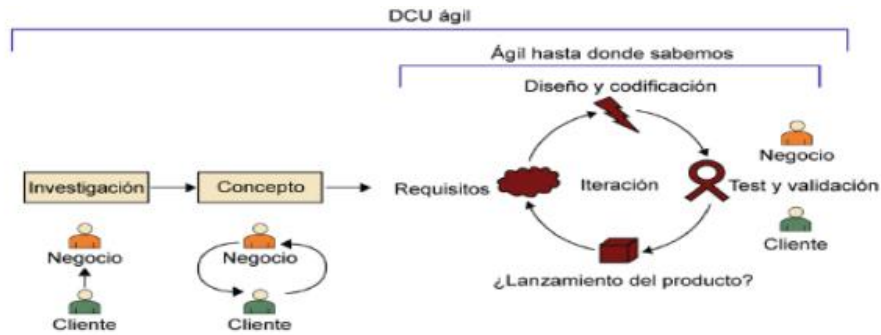 DCU ágil
Ágil hasta donde sabemos
Diseño y codificación
Negocio
Investigación
Concepto
Requisitos
Iteración
Test y validación
Negocio
Negocio
Cliente
¿Lanzamiento del producto?
Cliente
Cliente